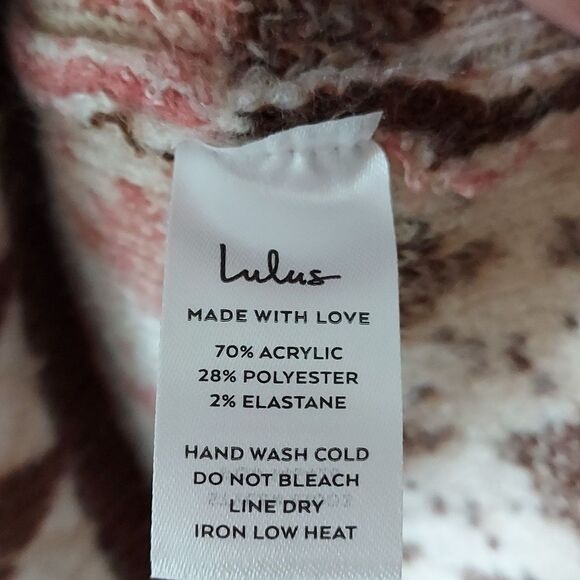 Lulus
MADE WITH LOVE
70% ACRYLIC
28% POLYESTER
2% ELASTANE
HAND WASH COLD
DO NOT BLEACH
LINE DRY
IRON LOW HEAT